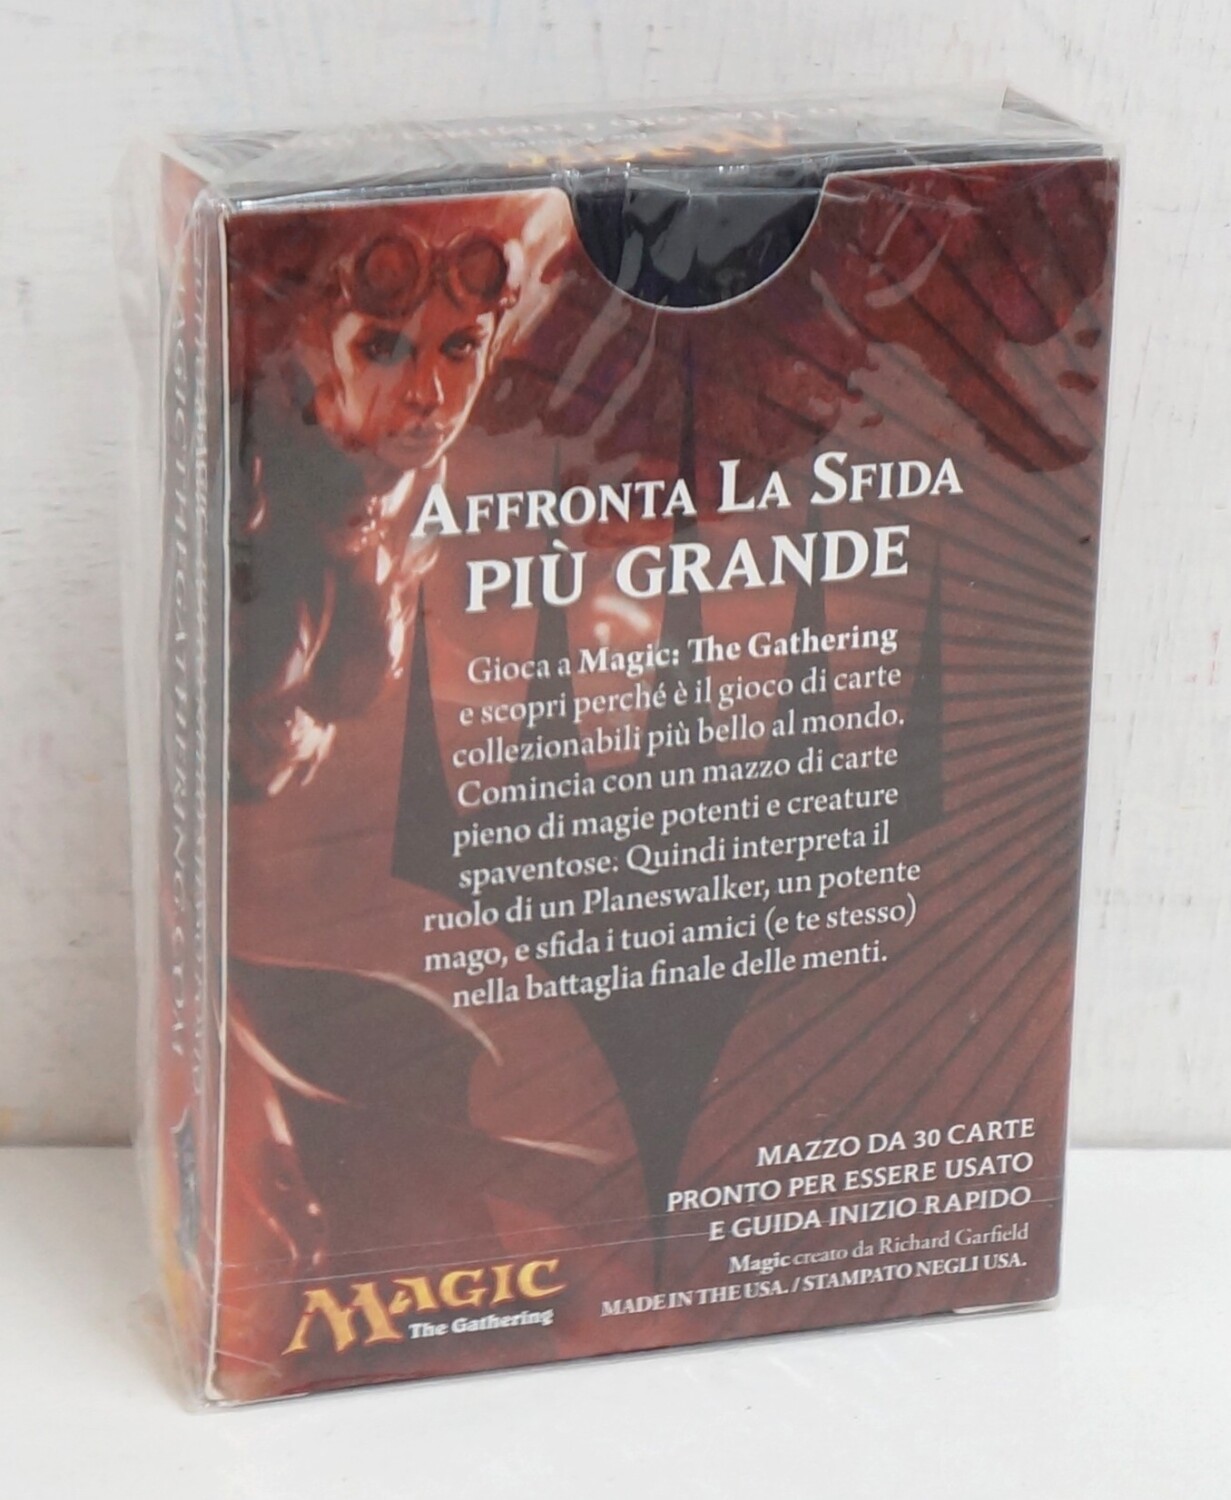 AFFRONTA LA SFIDA
PIÙ GRANDE
Gioca a Magic: The Gathering
e scopri perché è il gioco di carte
collezionabili più bello al mondo.
Comincia con un mazzo di carte
pieno di magie potenti e creature
spaventose: Quindi interpreta il
ruolo di un Planeswalker, un potente
mago, e sfida i tuoi amici (e te stesso)
nella battaglia finale delle menti.
MAZZO DA 30 CARTE
PRONTO PER ESSERE USATO
E GUIDA INIZIO RAPIDO
Magic creato da Richard Garfield
MADE IN THE USA. / STAMPATO NEGLI USA.
MAGIC
The Gathering